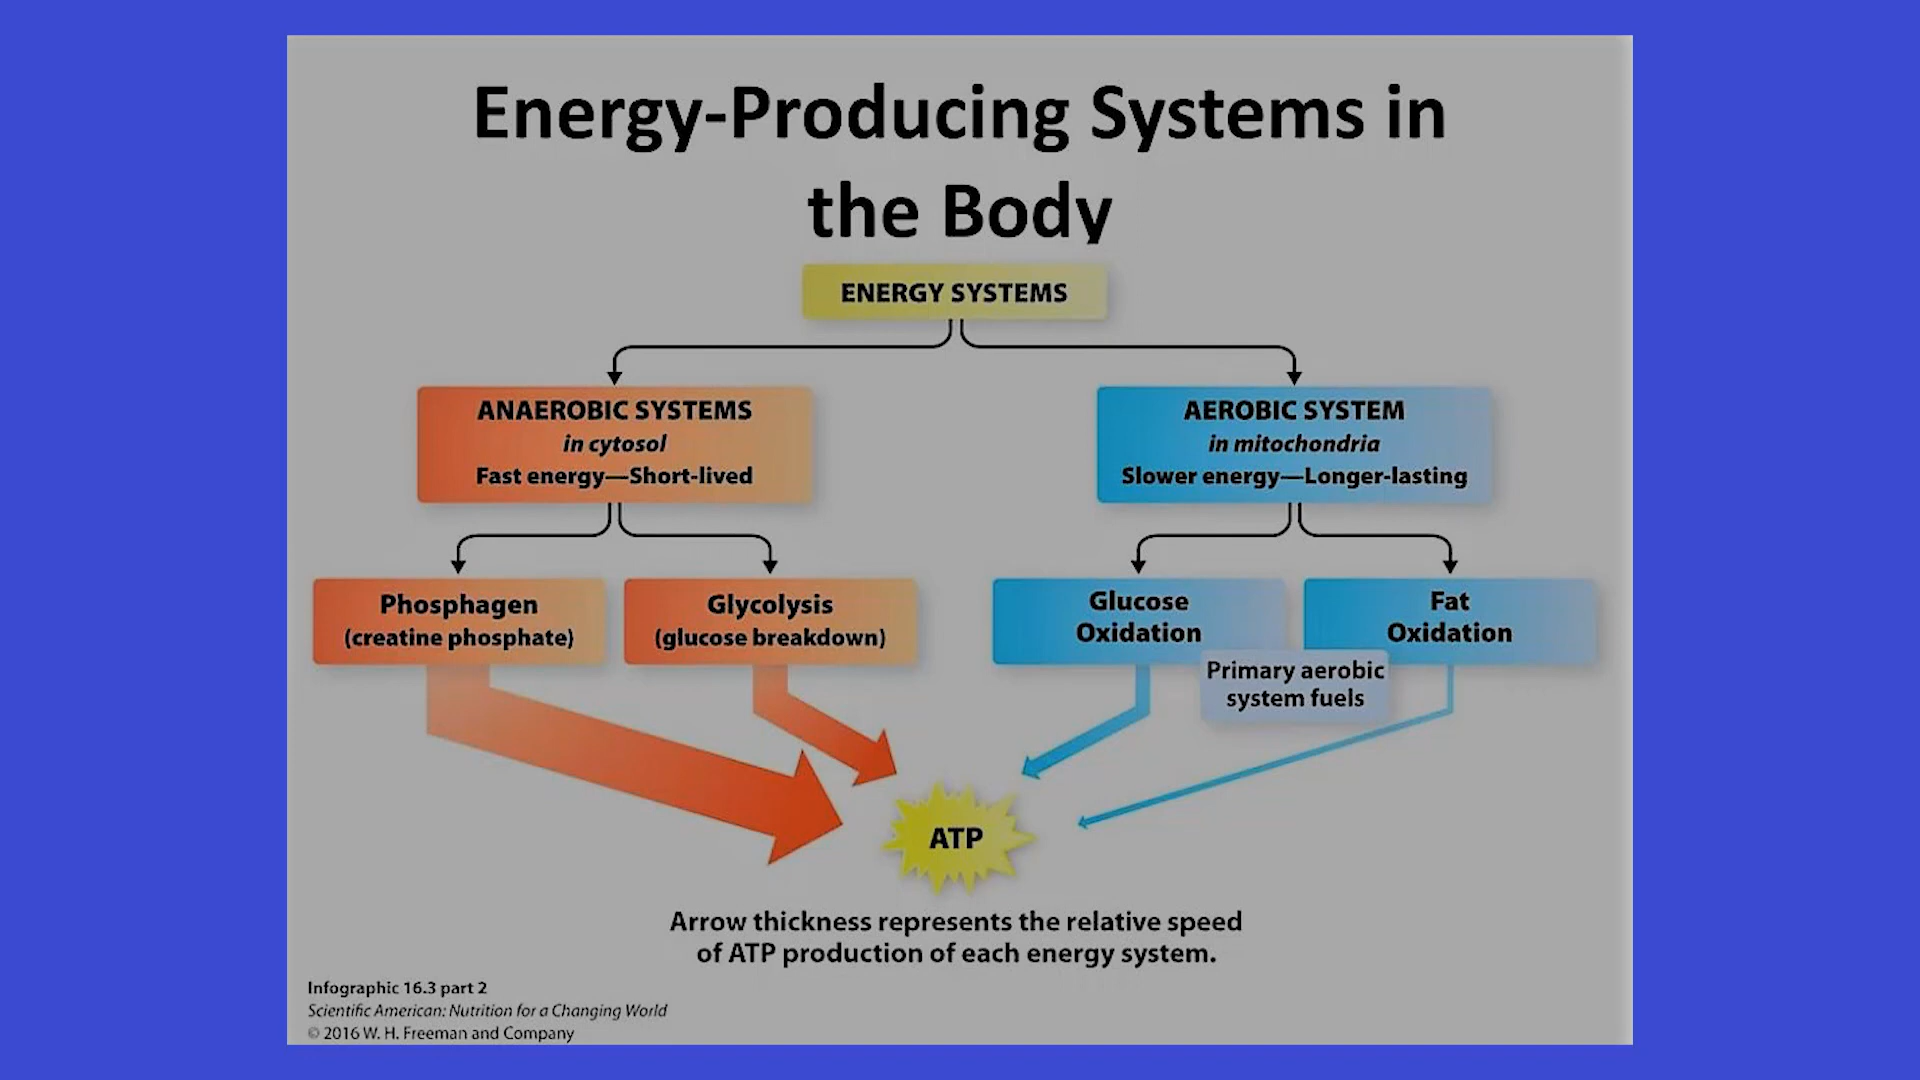 Energy-Producing Systems in
the Body
ENERGY SYSTEMS
ANAEROBIC SYSTEMS
in cytosol
Fast energy—Short-lived
AEROBIC SYSTEM
in mitochondria
Slower energy—Longer-lasting
Phosphagen
(creatine phosphate)
Glycolysis
(glucose breakdown)
Glucose
Oxidation
Fat
Oxidation
Primary aerobic
system fuels
ATP
Arrow thickness represents the relative speed
of ATP production of each energy system.
Infographic 16.3 part 2
Scientific American: Nutrition for a Changing World
© 2016 W. H. Freeman and Company